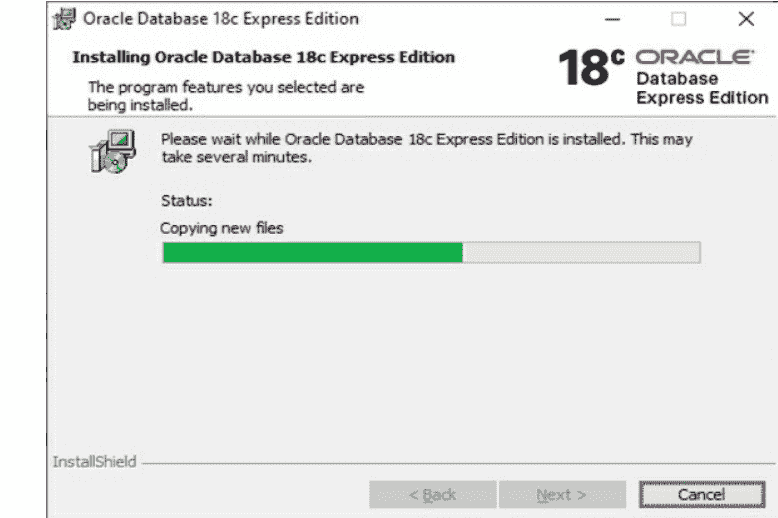 Oracle Database 18c Express Edition
Installing Oracle Database 18c Express Edition
The program features you selected are
being installed.
18c ORACLE
Database
Express Edition
Please wait while Oracle Database 18c Express Edition is installed. This may
take several minutes.
Status:
Copying new files
InstallShield
< Back
Next >
Cancel